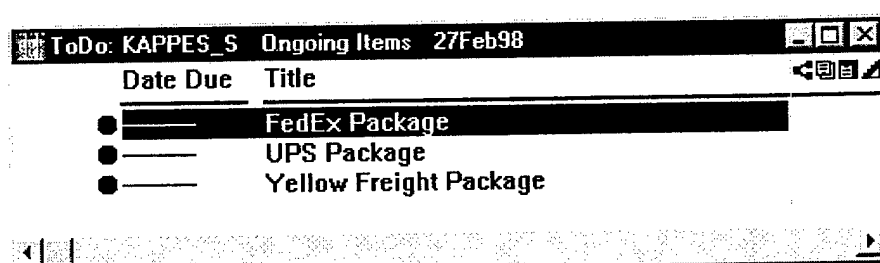 ToDo: KAPPES_S Ongoing Items 27Feb98
Date Due Title
FedEx Package
UPS Package
Yellow Freight Package